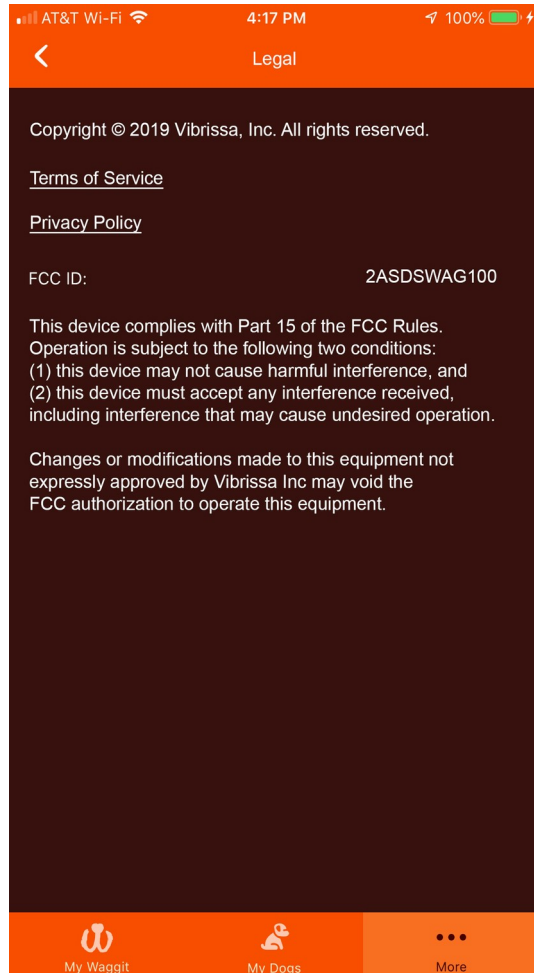 AT&T Wi-Fi 4:17 PM 100%
Legal
Copyright © 2019 Vibrissa, Inc. All rights reserved.
Terms of Service
Privacy Policy
FCC ID: 2ASDSWAG100
This device complies with Part 15 of the FCC Rules.
Operation is subject to the following two conditions:
(1) this device may not cause harmful interference, and
(2) this device must accept any interference received,
including interference that may cause undesired operation.
Changes or modifications made to this equipment not
expressly approved by Vibrissa Inc may void the
FCC authorization to operate this equipment.
My Waggit My Dogs More